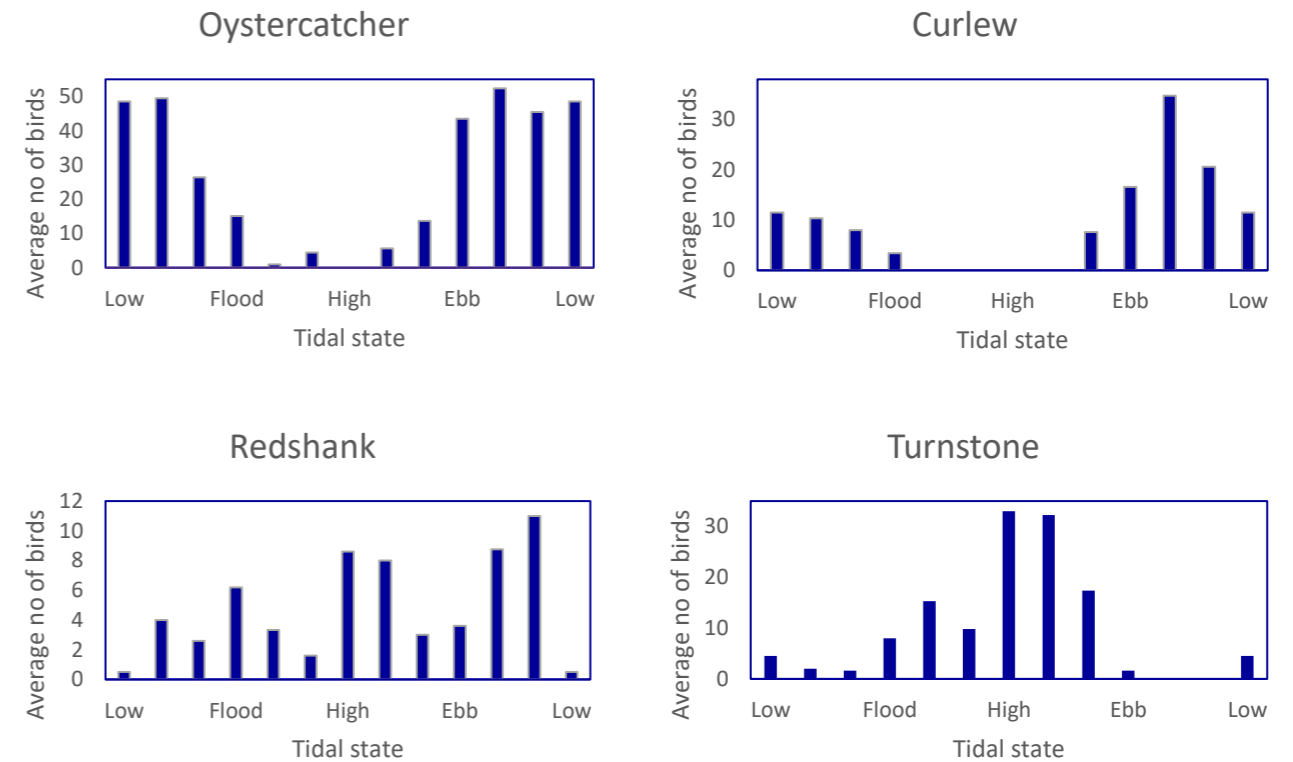 Oystercatcher
Average no of birds
50
40
30
20
10
0
Low Flood High Ebb Low
Tidal state
Curlew
Average no of birds
30
20
10
0
Low Flood High Ebb Low
Tidal state
Redshank
Average no of birds
12
10
8
6
4
2
0
Low Flood High Ebb Low
Tidal state
Turnstone
Average no of birds
30
20
10
0
Low Flood High Ebb Low
Tidal state